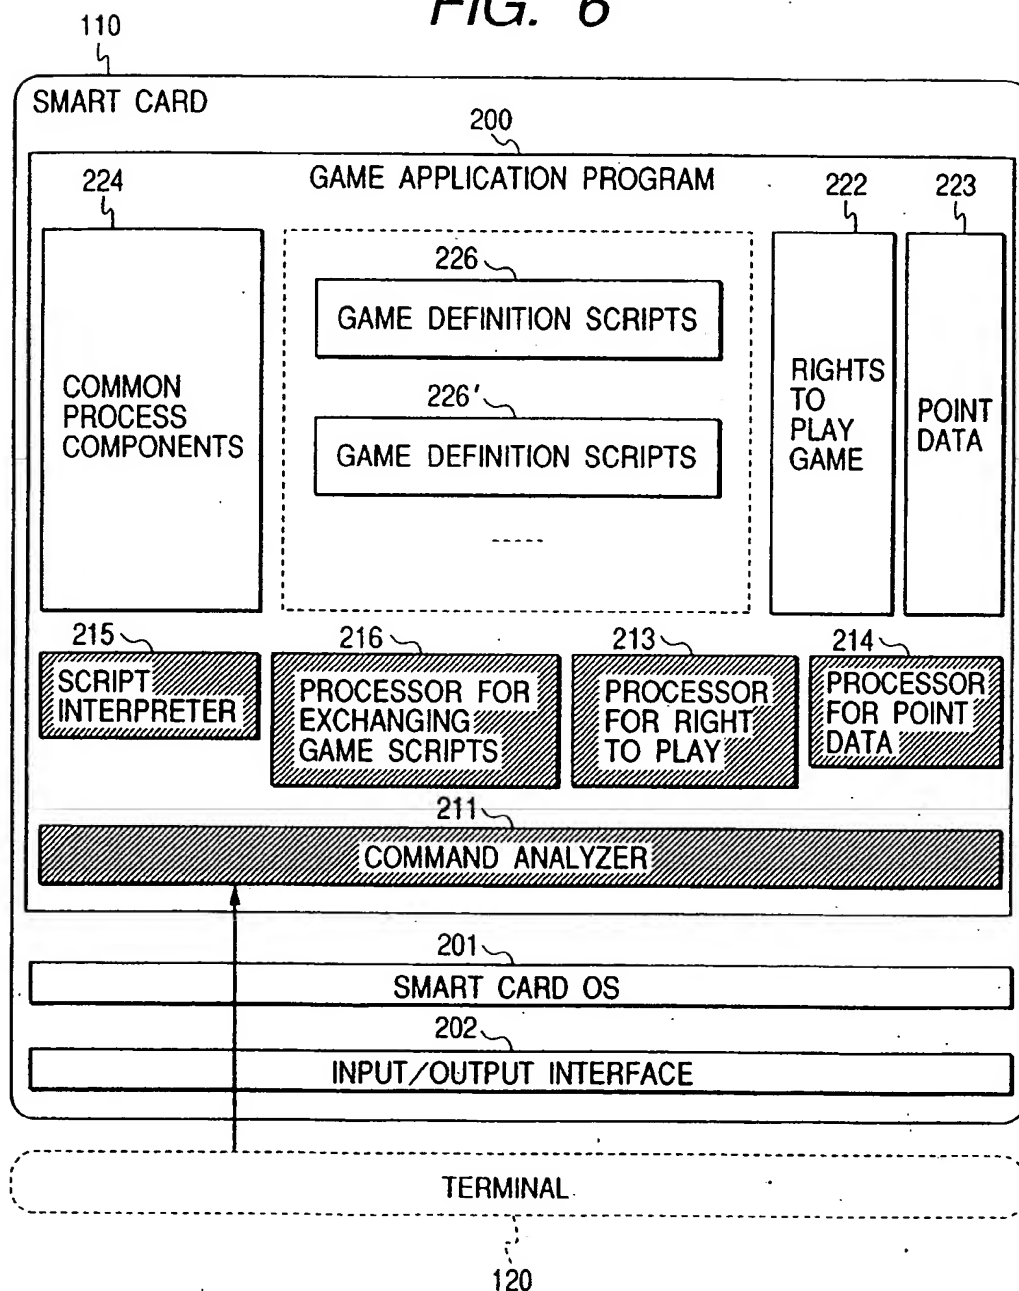 FIG. 6
110
SMART CARD
200
GAME APPLICATION PROGRAM
224
222
223
COMMON
PROCESS
COMPONENTS
226
GAME DEFINITION SCRIPTS
226'
GAME DEFINITION SCRIPTS
RIGHTS
TO
PLAY
GAME
POINT
DATA
215
SCRIPT
INTERPRETER
216
PROCESSOR FOR
EXCHANGING
GAME SCRIPTS
213
PROCESSOR
FOR RIGHT
TO PLAY
214
PROCESSOR
FOR POINT
DATA
211
COMMAND ANALYZER
201
SMART CARD OS
202
INPUT/OUTPUT INTERFACE
TERMINAL
120